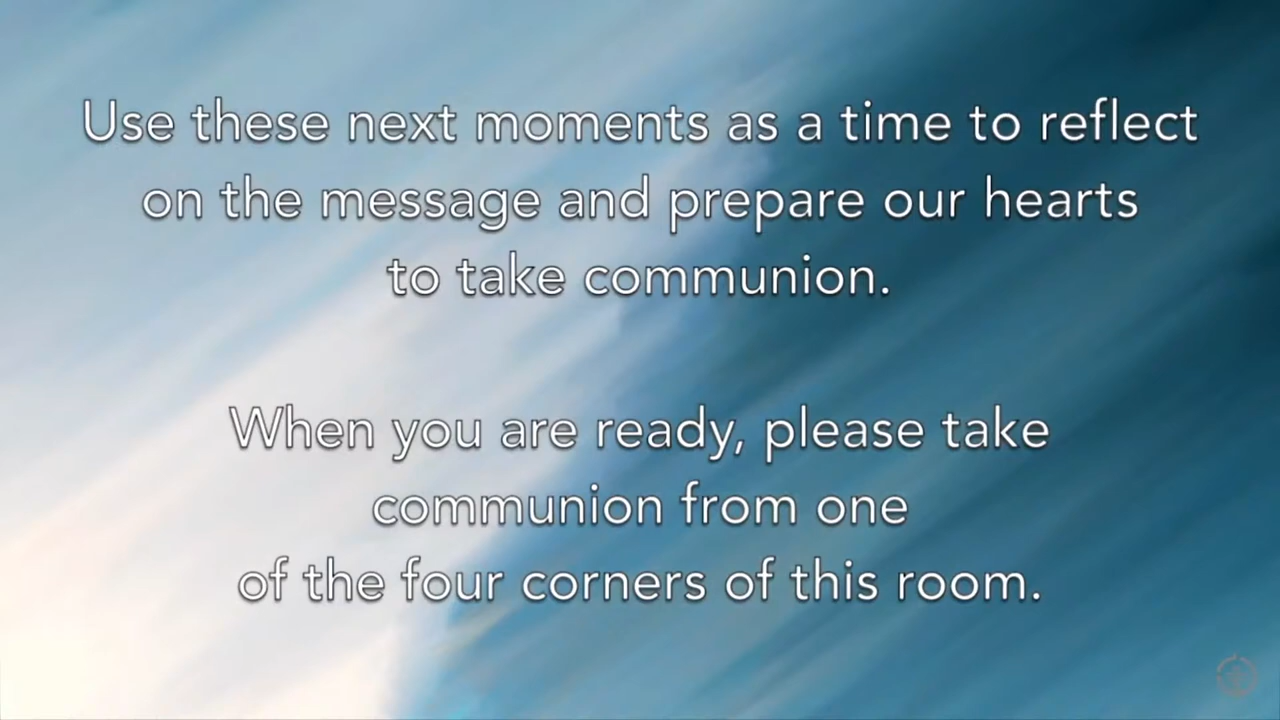 Use these next moments as a time to reflect
on the message and prepare our hearts
to take communion.
When you are ready, please take
communion from one
of the four corners of this room.